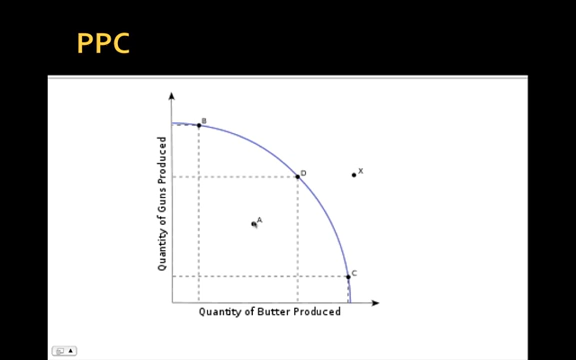 PPC
B
D
X
A
C
Quantity of Guns Produced
Quantity of Butter Produced